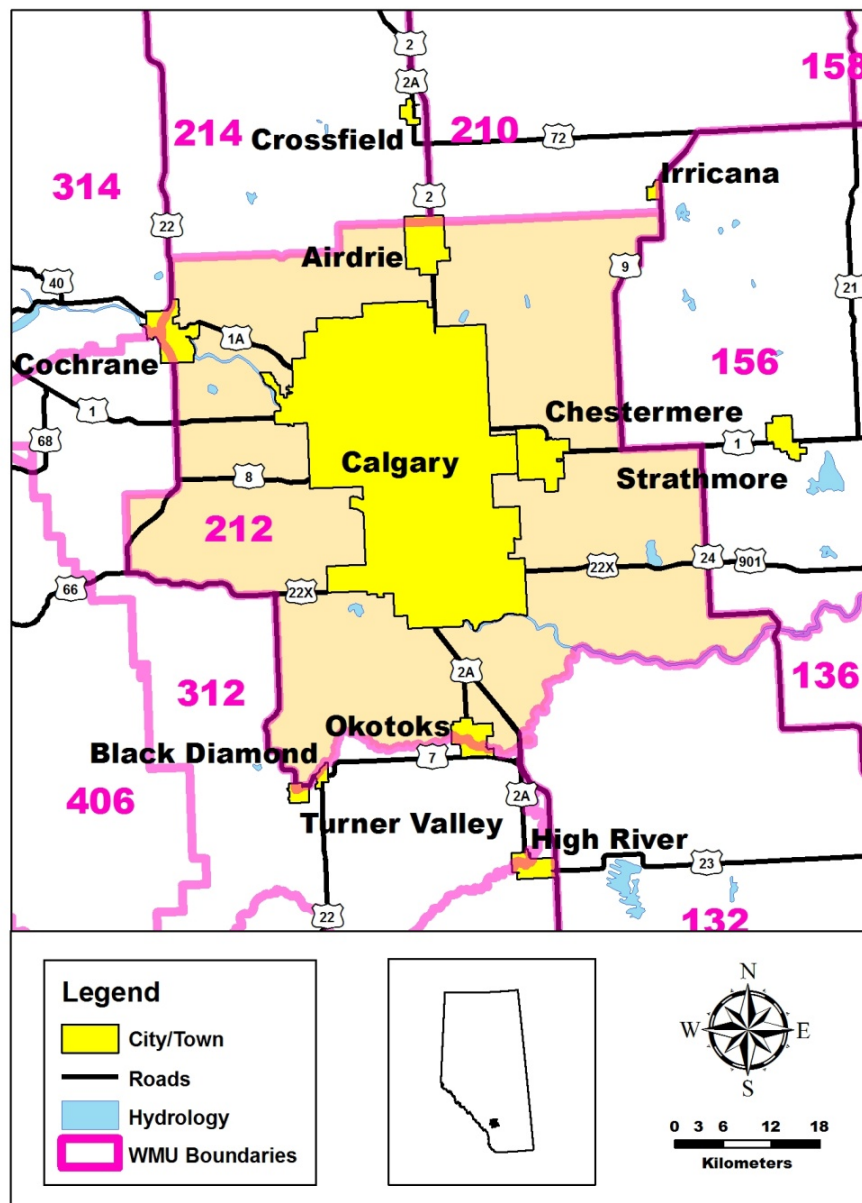 2
158
2A
214
210
Crossfield
72
Irricana
314
2
22
Airdrie
9
40
21
1A
156
Cochrane
Chestermere
1
68
1
Calgary
Strathmore
8
212
24
901
22X
66
22X
2A
136
312
Okotoks
Black Diamond
7
406
2A
Turner Valley
High River
23
22
132
Legend
City/Town
Roads
Hydrology
WMU Boundaries
N
W E
S
0 3 6 12 18
Kilometers